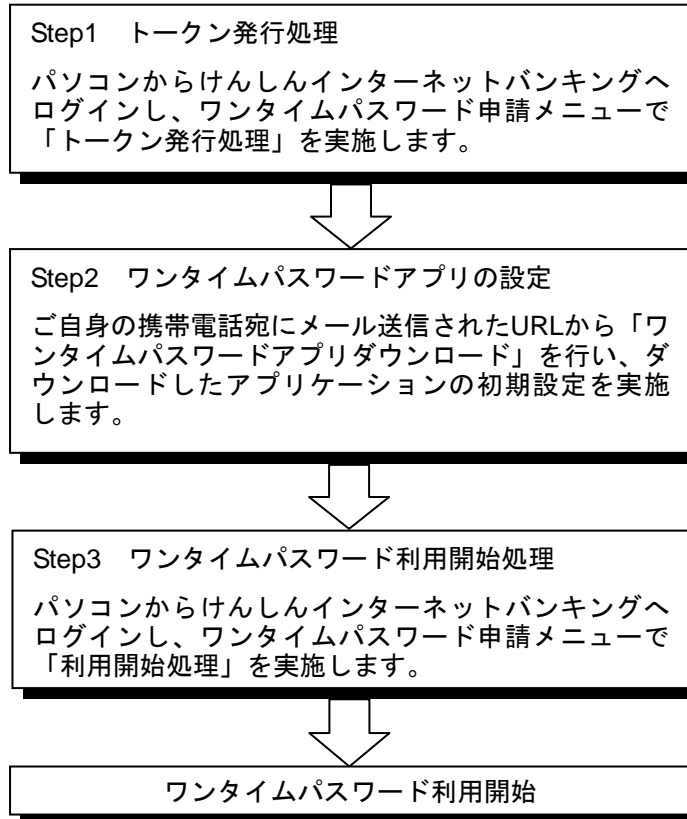 Step1　トークン発行処理
パソコンからけんしんインターネットバンキングへ
ログインし、ワンタイムパスワード申請メニューで
「トークン発行処理」を実施します。
Step2　ワンタイムパスワードアプリの設定
ご自身の携帯電話宛にメール送信されたURLから「ワ
ンタイムパスワードアプリダウンロード」を行い、ダ
ウンロードしたアプリケーションの初期設定を実施
します。
Step3　ワンタイムパスワード利用開始処理
パソコンからけんしんインターネットバンキングへ
ログインし、ワンタイムパスワード申請メニューで
「利用開始処理」を実施します。
ワンタイムパスワード利用開始